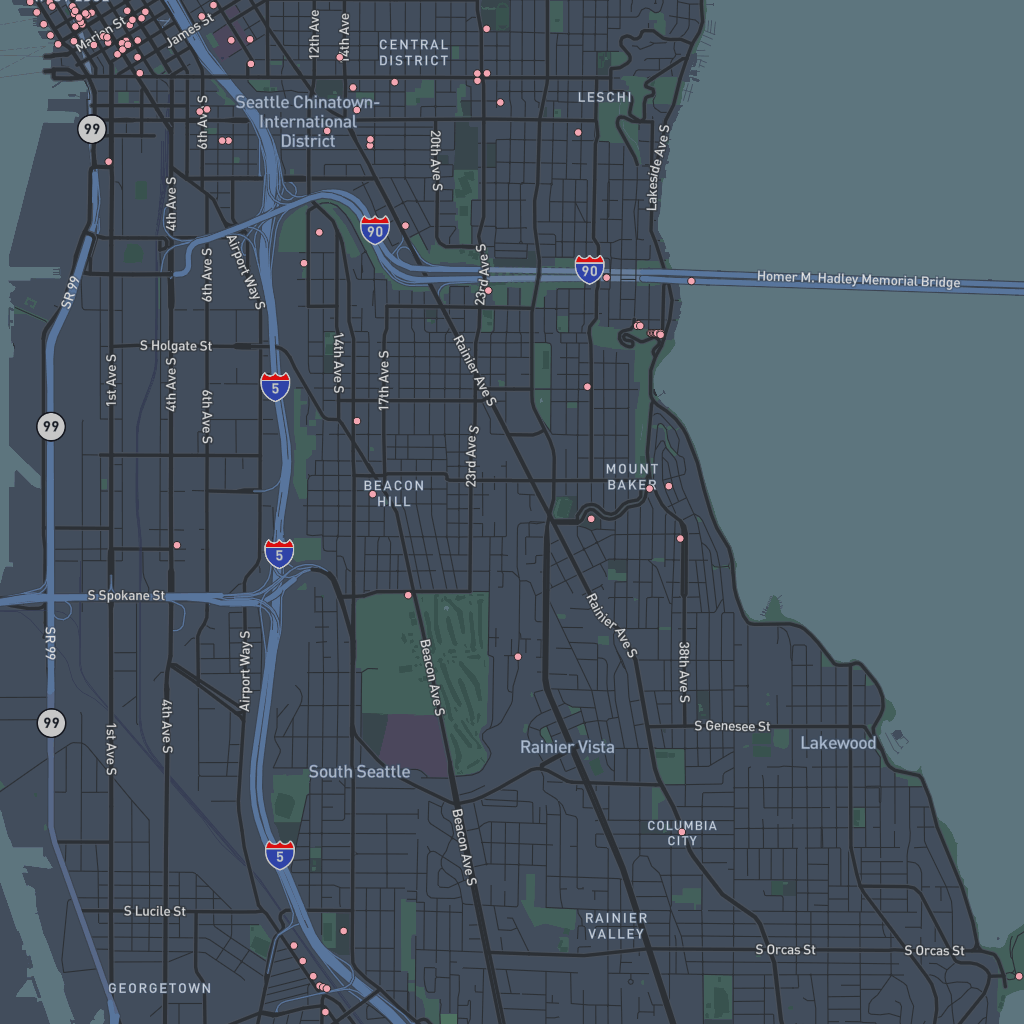 Marion St
James St
12th Ave
14th Ave
CENTRAL
DISTRICT
LESCHI
Seattle Chinatown-
International
District
99
6th Ave S
20th Ave S
Lakeside Ave S
4th Ave S
90
90
Airport Way S
6th Ave S
23rd Ave S
Homer M. Hadley Memorial Bridge
SR 99
S Holgate St
14th Ave S
17th Ave S
Rainier Ave S
1st Ave S
4th Ave S
5
6th Ave S
99
23rd Ave S
MOUNT
BAKER
BEACON
HILL
5
S Spokane St
SR 99
Airport Way S
Beacon Ave S
Rainier Ave S
38th Ave S
99
1st Ave S
4th Ave S
S Genesee St
Rainier Vista
Lakewood
South Seattle
Beacon Ave S
COLUMBIA
CITY
5
S Lucile St
RAINIER
VALLEY
S Orcas St
S Orcas St
GEORGETOWN